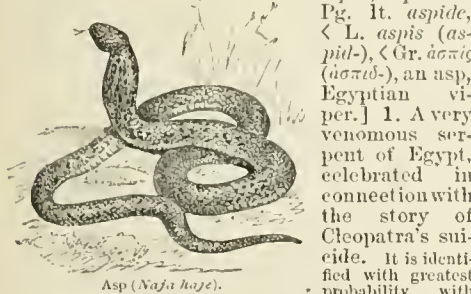 Pg. It. aspide,
< L. aspis (as-
pid-), < Gr. ἀσπίς
(ἀσπιδ-), an asp,
Egyptian vi-
per.] 1. A very
venomous ser-
pent of Egypt,
celebrated in
connection with
the story of
Cleopatra's sui-
cide. It is identi-
fied with greatest
probability with
Asp (Naja haje).